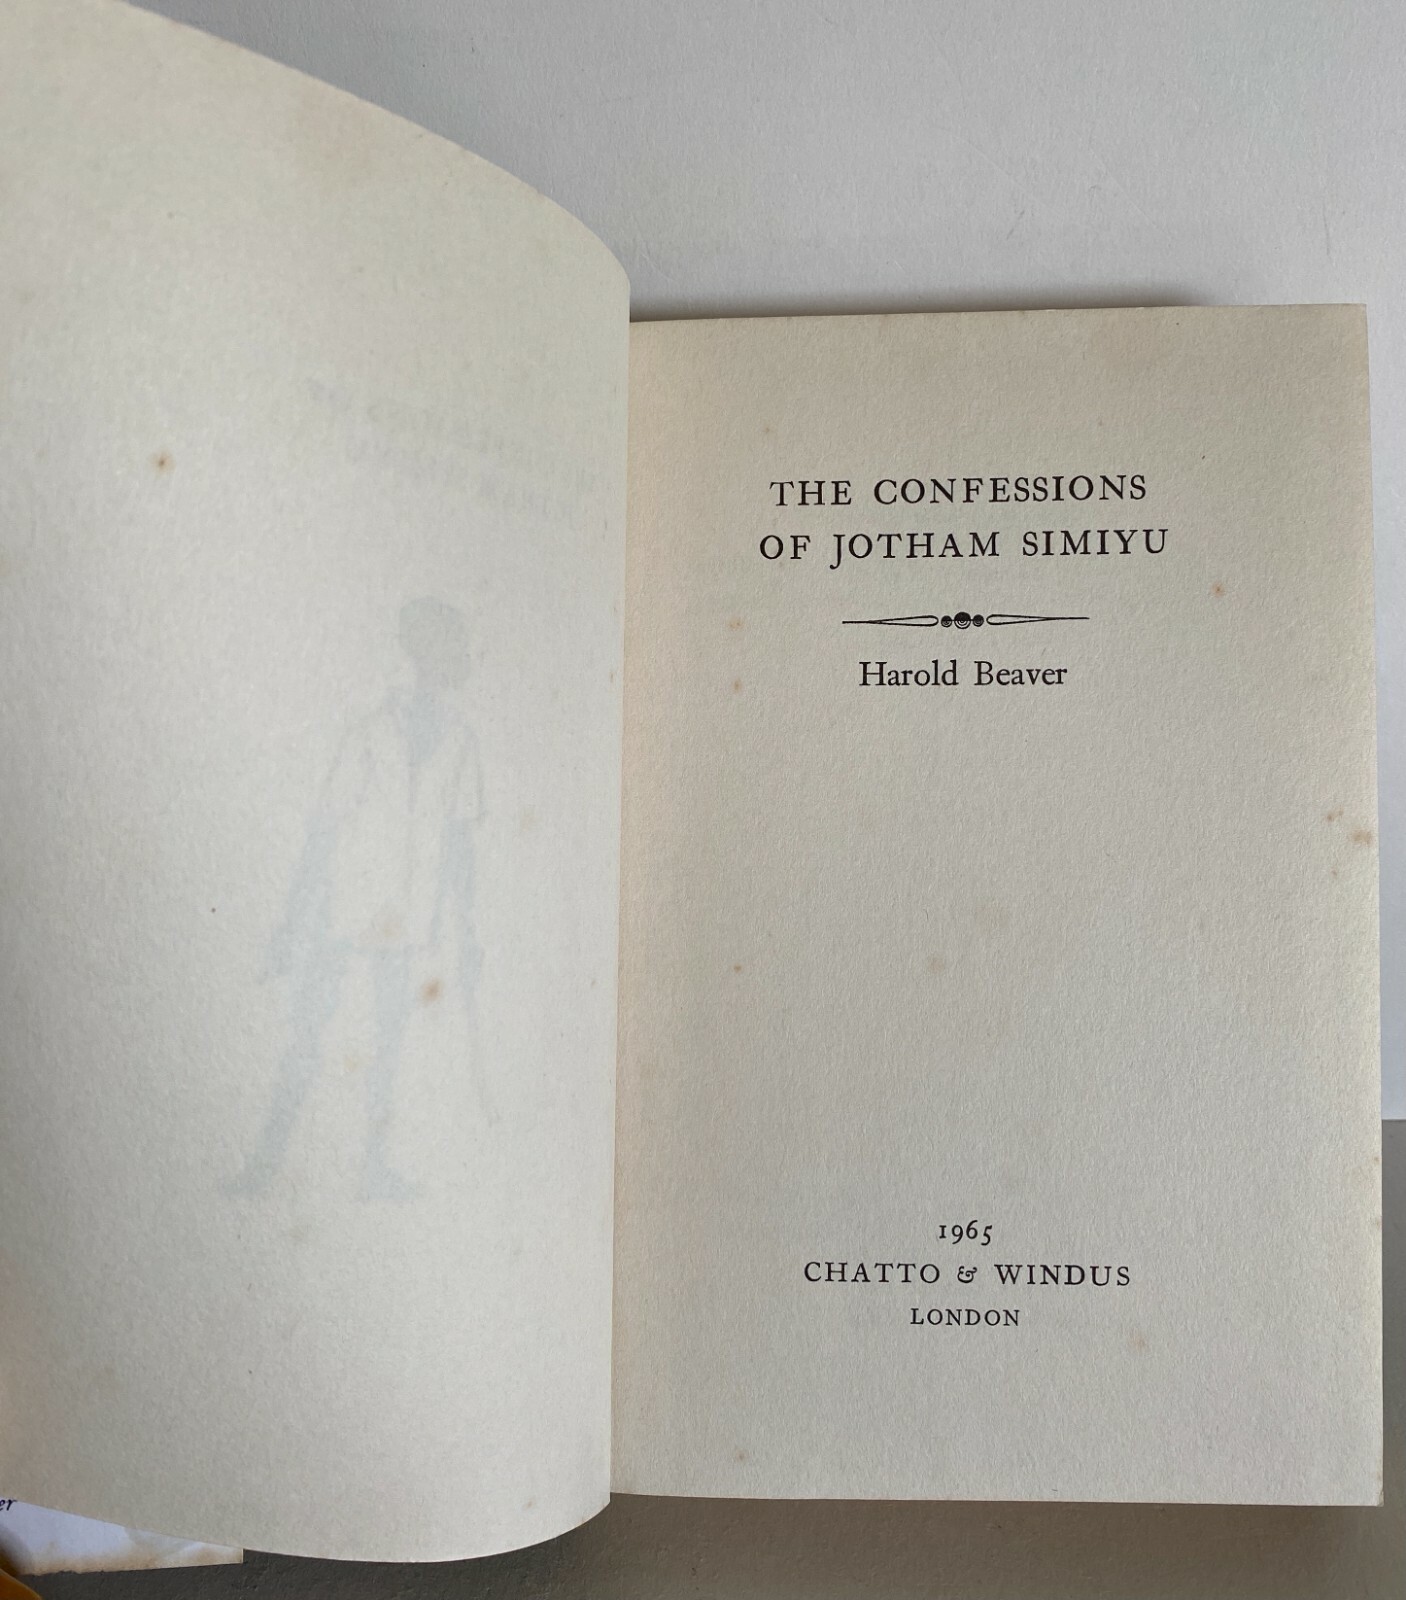 THE CONFESSIONS
OF JOTHAM SIMIYU
Harold Beaver
1965
CHATTO & WINDUS
LONDON